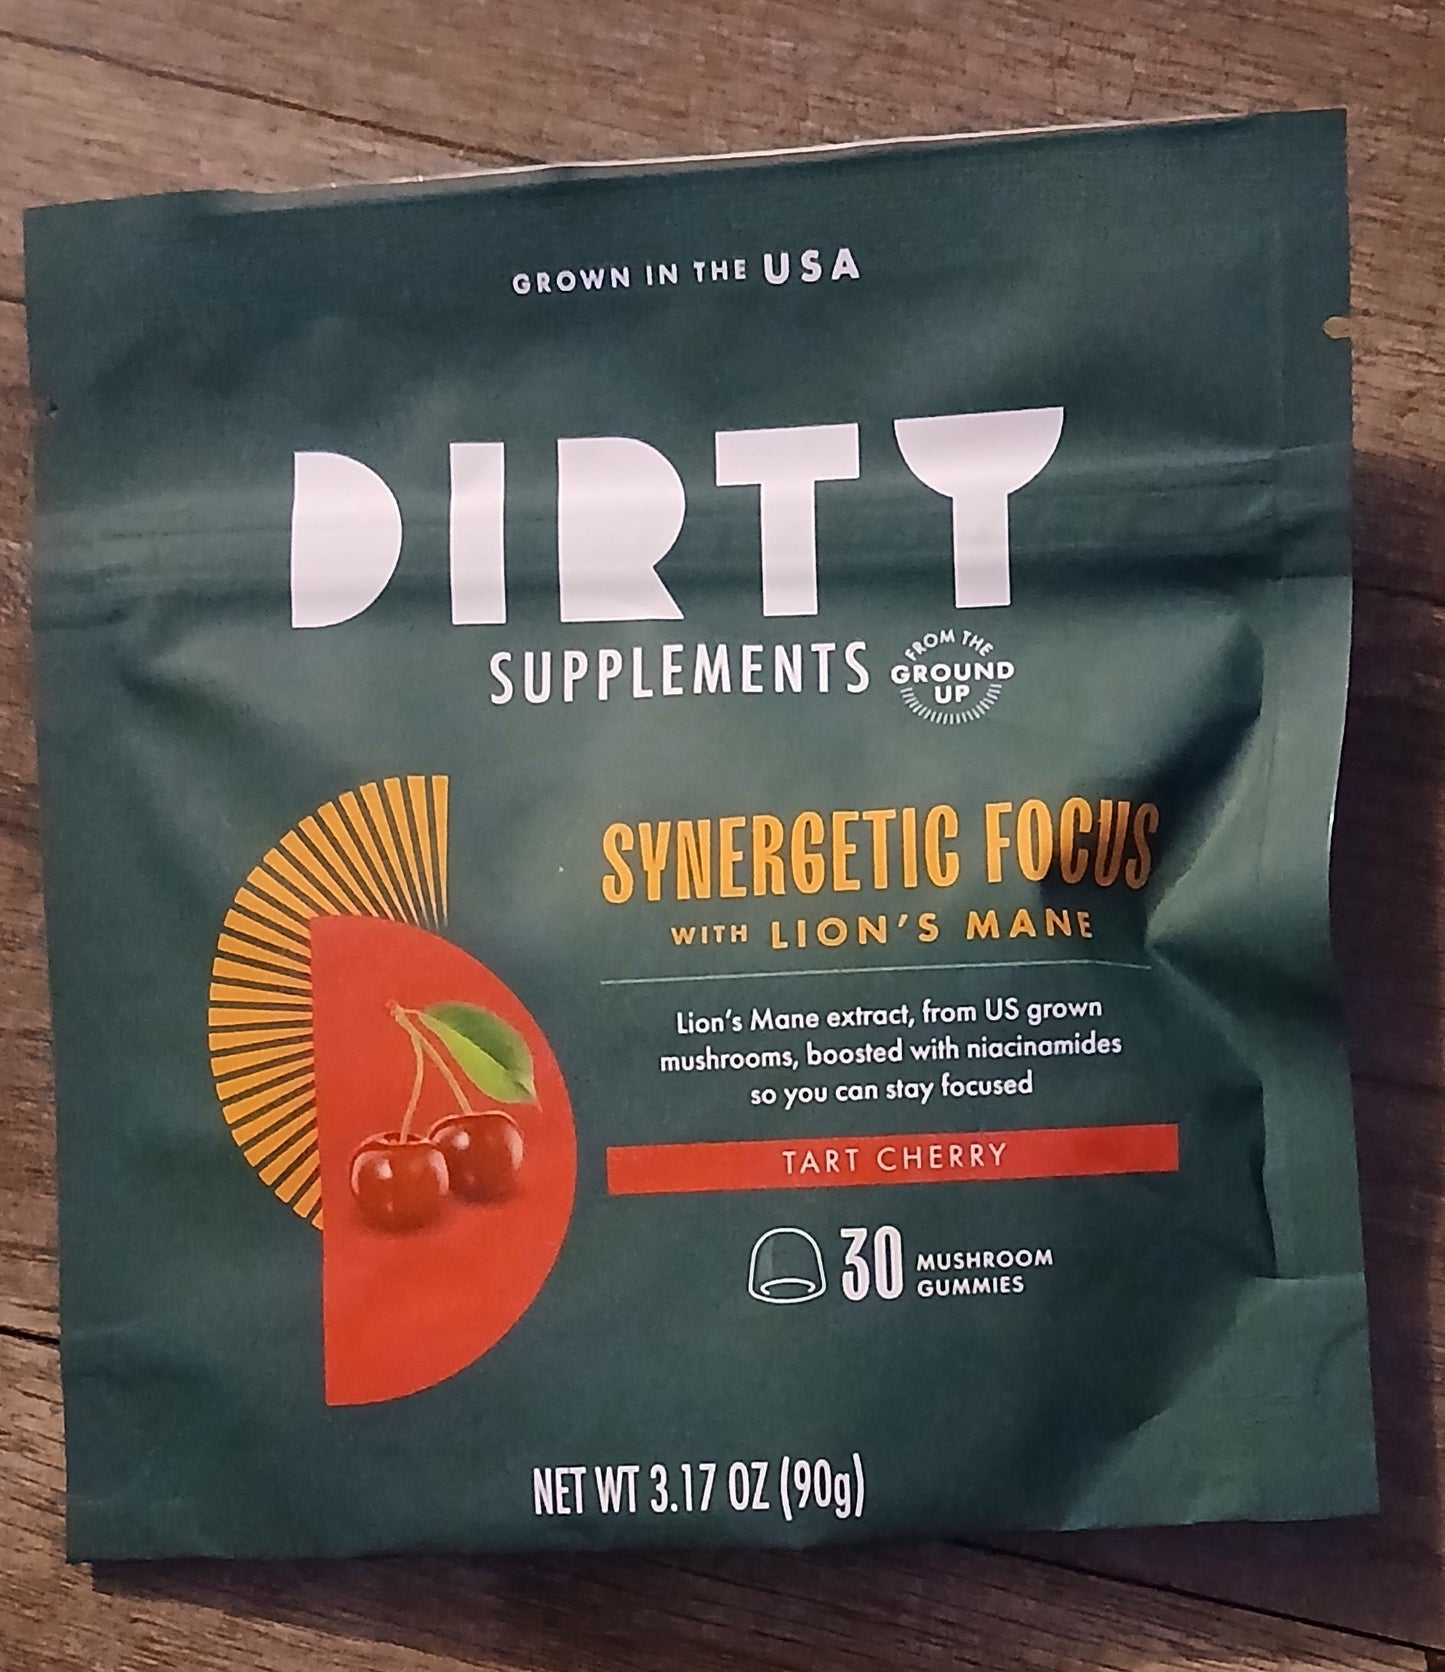 GROWN IN THE USA
DIRTY
SUPPLEMENTS
FROM THE
GROUND
UP
SYNERGETIC FOCUS
WITH LION'S MANE
Lion's Mane extract, from US grown
mushrooms, boosted with niacinamides
so you can stay focused
TART CHERRY
30 MUSHROOM
GUMMIES
NET WT 3.17 OZ (90g)